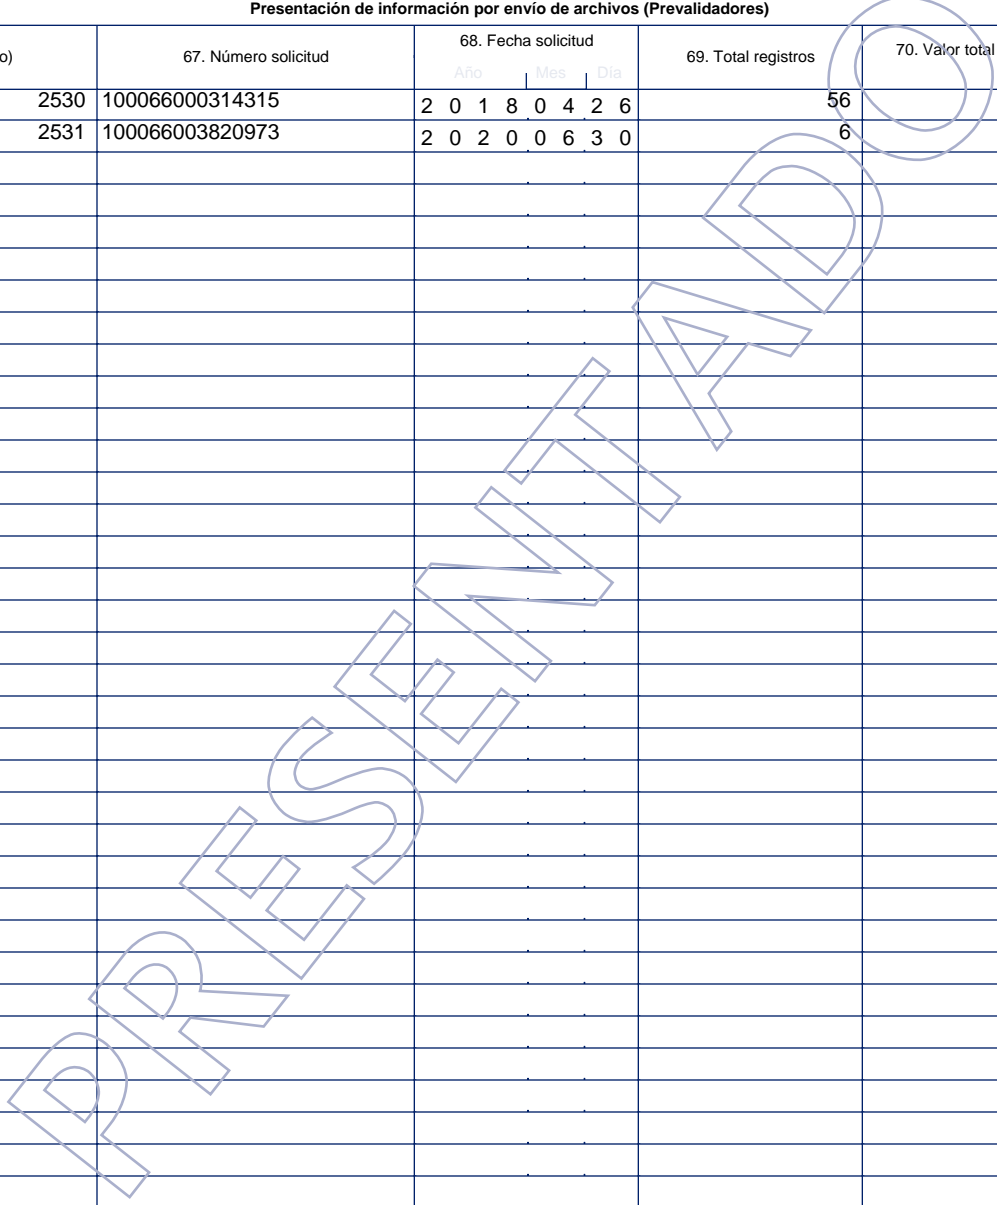 Presentación de información por envío de archivos (Prevalidadores)
o) 67. Número solicitud 68. Fecha solicitud 69. Total registros 70. Valor total
Año Mes Día
2530 100066000314315 2 0 1 8 0 4 2 6 56
2531 100066003820973 2 0 2 0 0 6 3 0 6
PRESENTADO